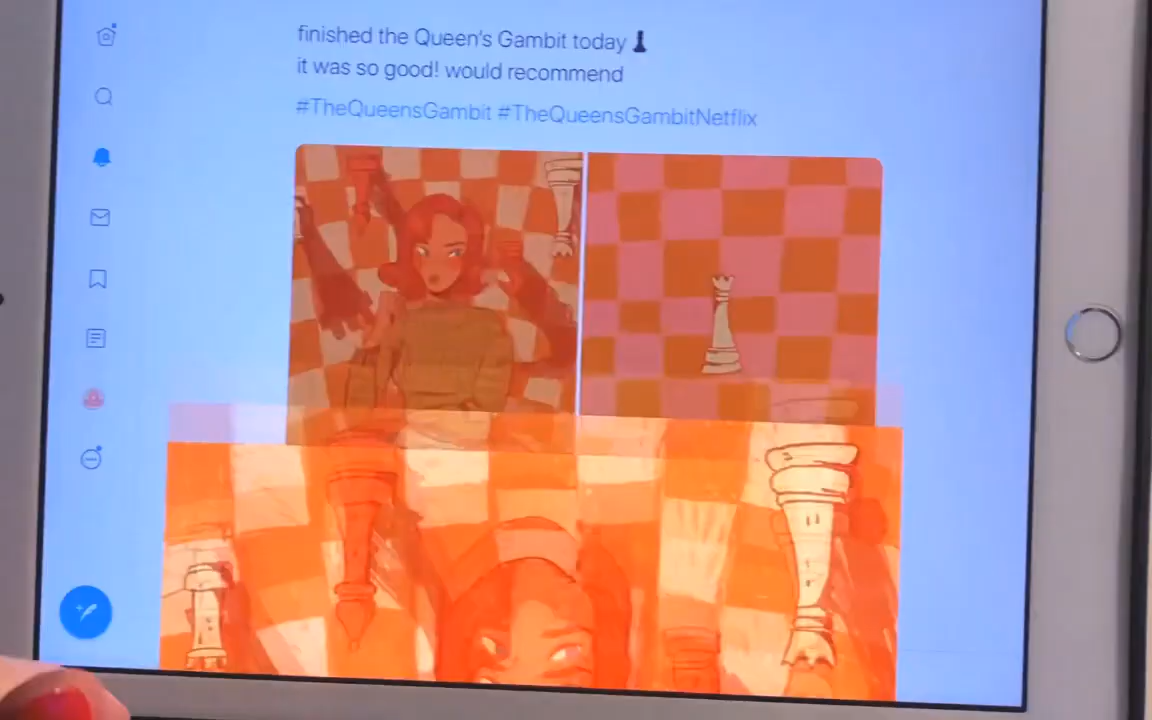 finished the Queen's Gambit today
it was so good! would recommend
#TheQueensGambit #TheQueensGambitNetflix